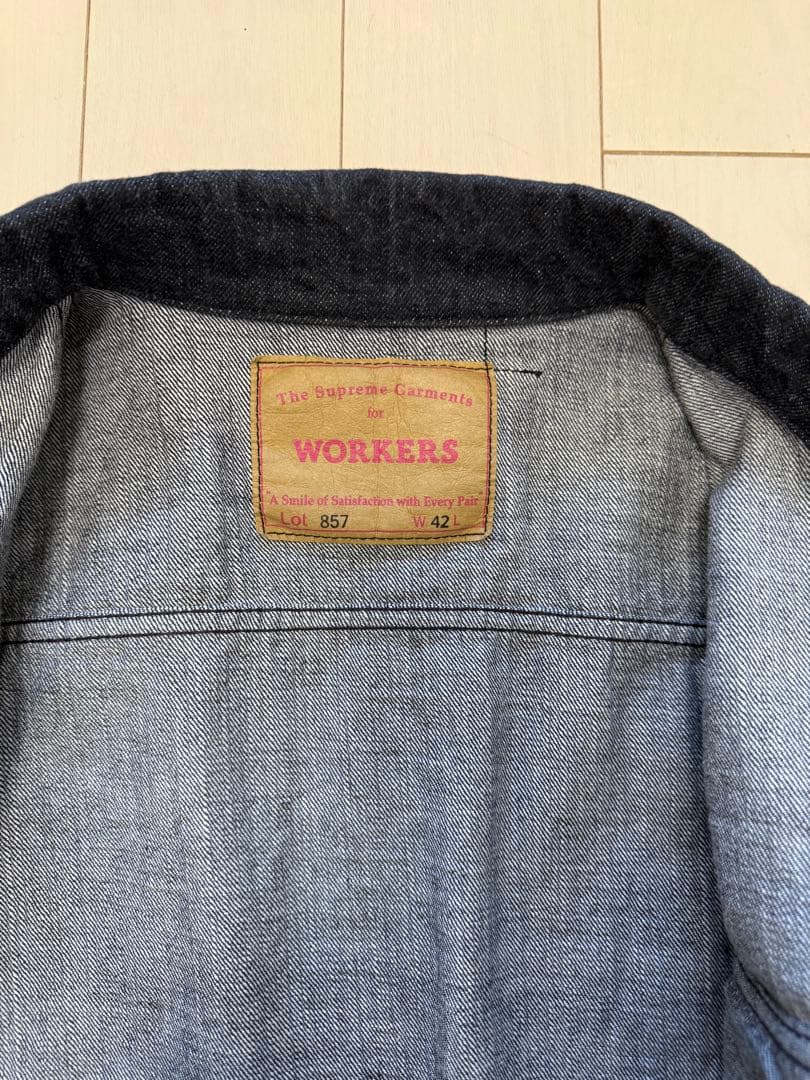 The Supreme Garments
for
WORKERS
"A Smile of Satisfaction with Every Pair"
Lot 857 W 42 L